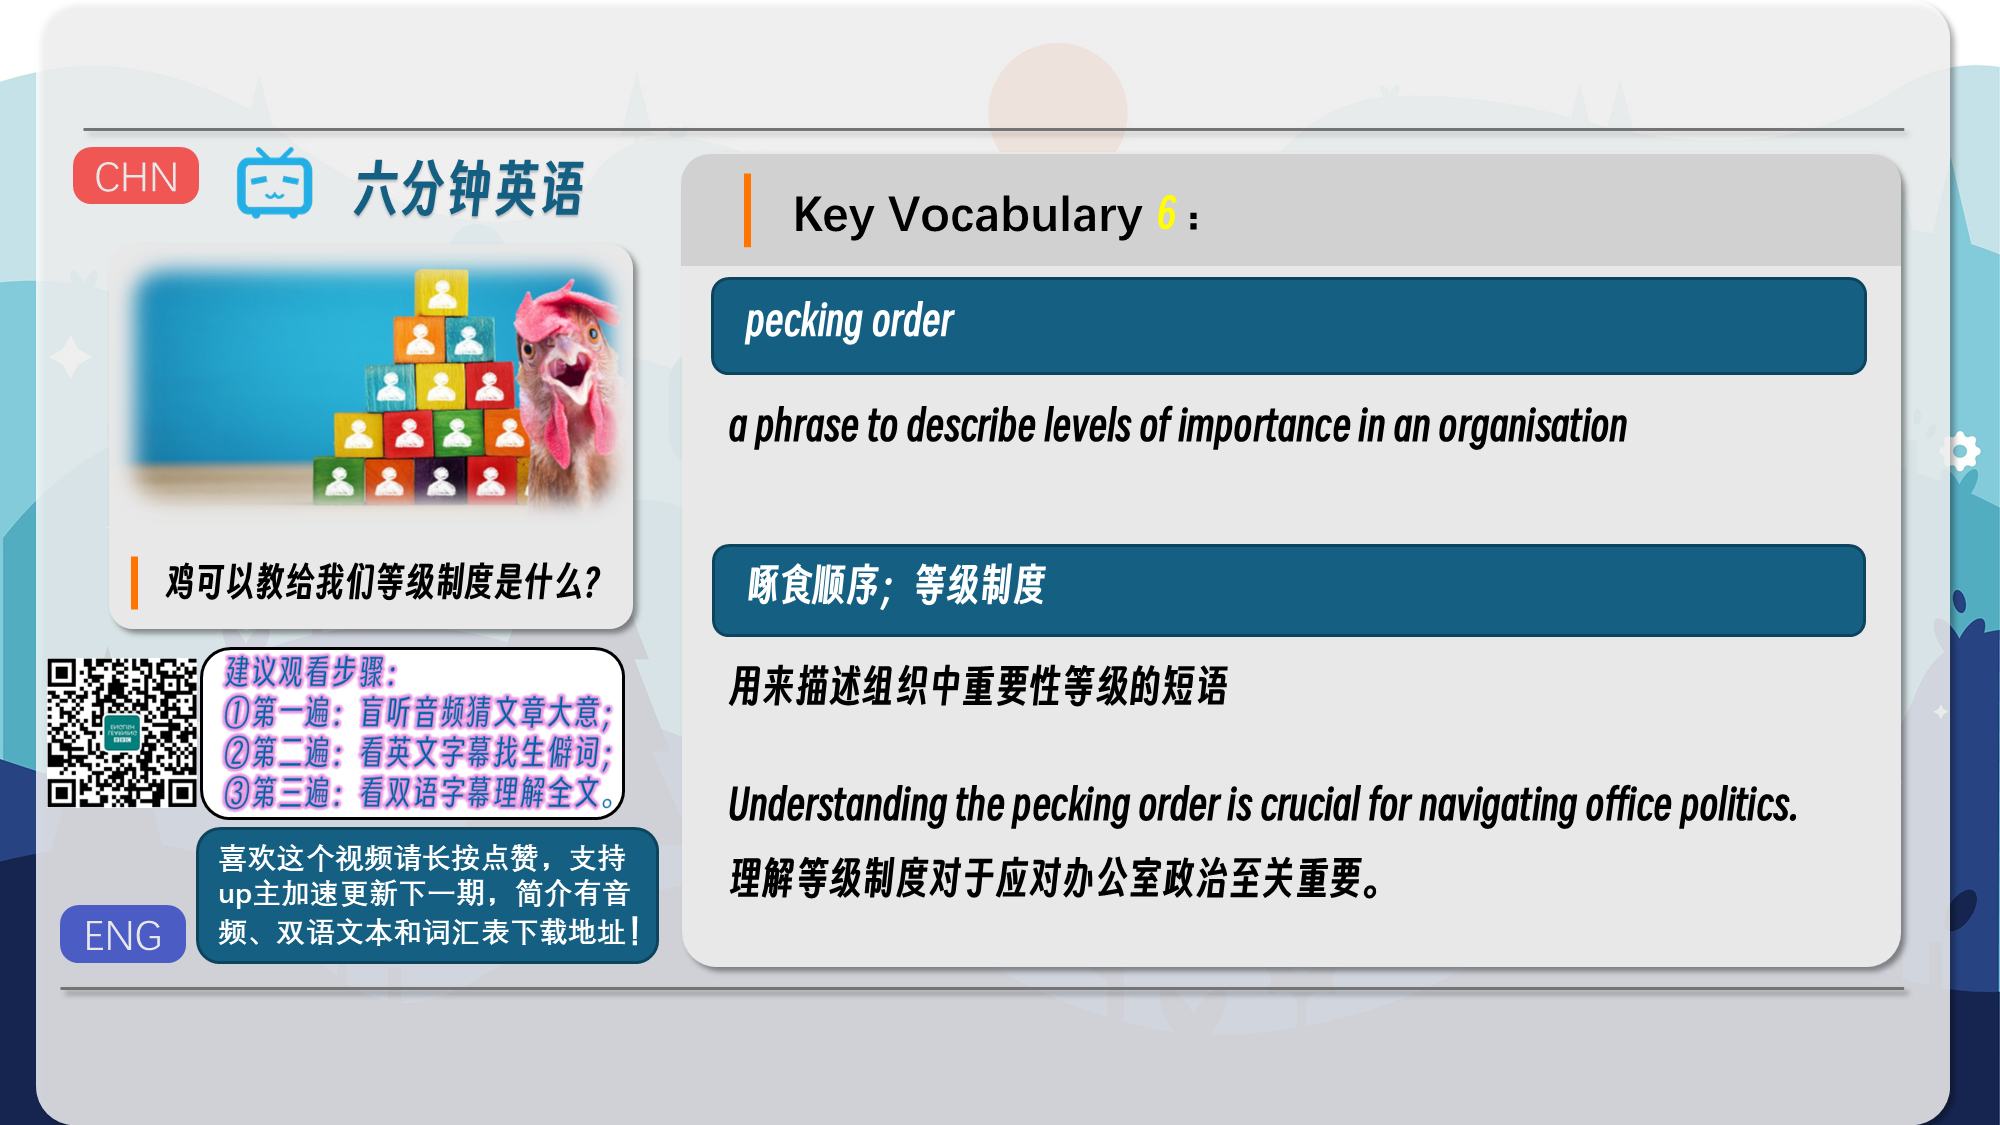 CHN
六分钟英语
鸡可以教给我们等级制度是什么?
建议观看步骤：
①第一遍：盲听音频猜文章大意；
②第二遍：看英文字幕找生僻词；
③第三遍：看双语字幕理解全文。
喜欢这个视频请长按点赞，支持
up主加速更新下一期，简介有音
频、双语文本和词汇表下载地址！
ENG
Key Vocabulary 6：
pecking order
a phrase to describe levels of importance in an organisation
啄食顺序；等级制度
用来描述组织中重要性等级的短语
Understanding the pecking order is crucial for navigating office politics.
理解等级制度对于应对办公室政治至关重要。